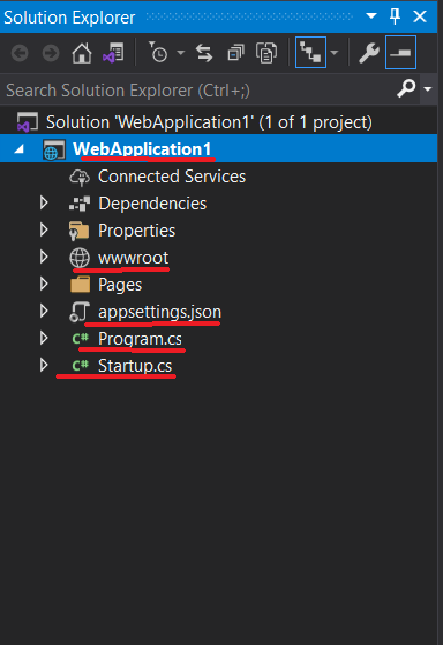 Solution Explorer
Search Solution Explorer (Ctrl+;)
Solution 'WebApplication1' (1 of 1 project)
WebApplication1
Connected Services
Dependencies
Properties
wwwroot
Pages
appsettings.json
C# Program.cs
C# Startup.cs